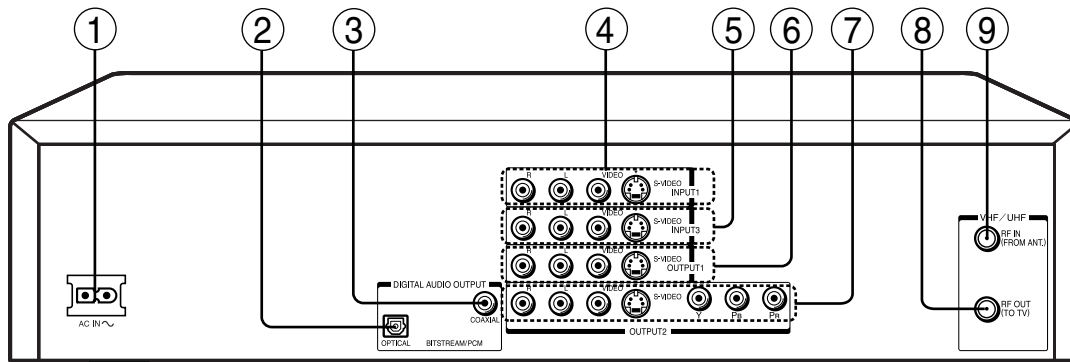 1 2 3 4 5 6 7 8 9
R L VIDEO S-VIDEO
INPUT1
R L VIDEO S-VIDEO
INPUT3
R L VIDEO S-VIDEO
OUTPUT1
R L VIDEO S-VIDEO Y PB PR
OUTPUT2
AC IN～
DIGITAL AUDIO OUTPUT
COAXIAL
OPTICAL BITSTREAM/PCM
VHF/UHF
RF IN
(FROM ANT.)
RF OUT
(TO TV)